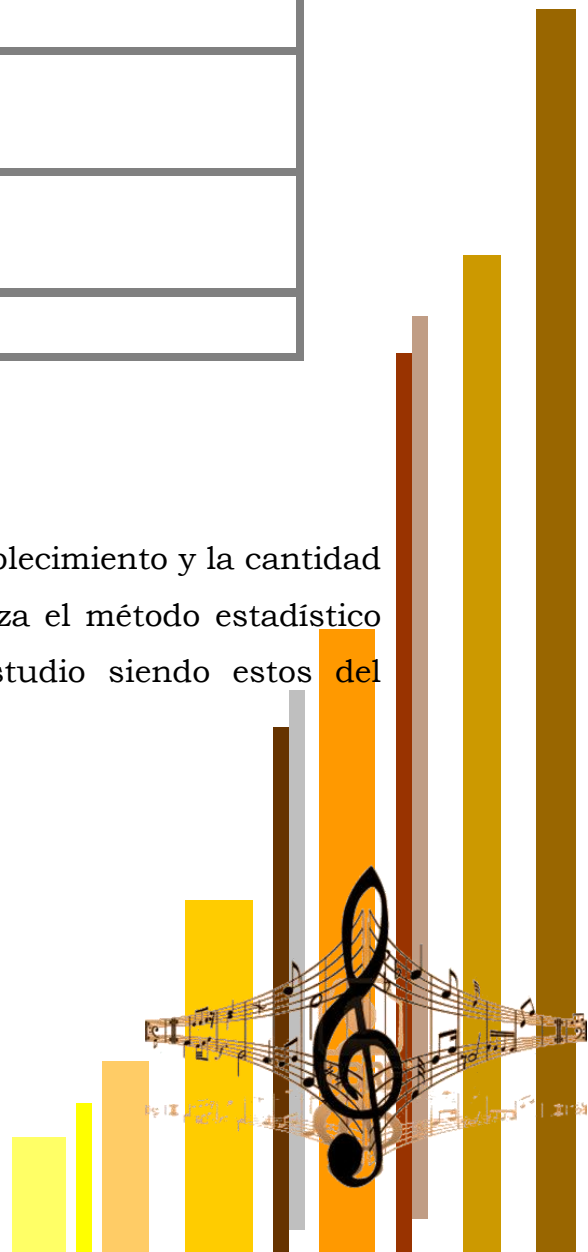 blecimiento y la cantidad
za el método estadístico
studio siendo estos del